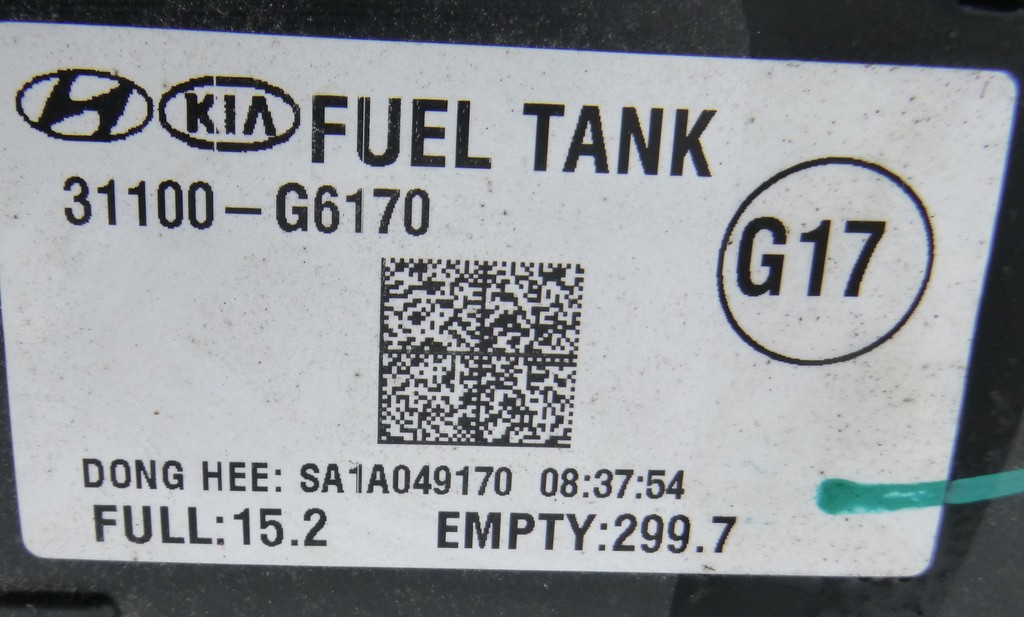 KIA FUEL TANK
31100-G6170
G17
DONG HEE: SA1A049170 08:37:54
FULL:15.2 EMPTY:299.7